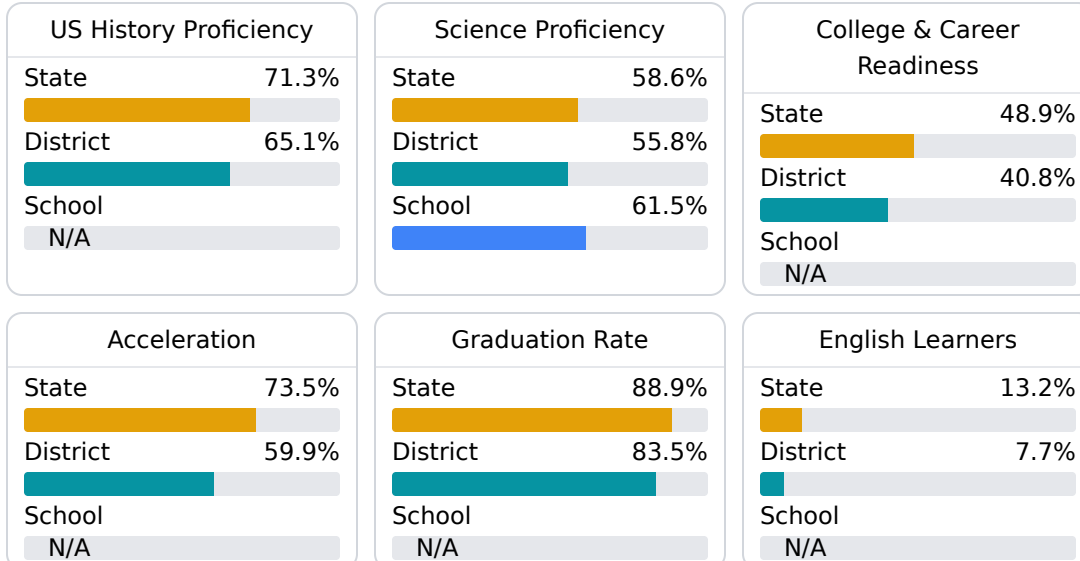 US History Proficiency
State 71.3%
District 65.1%
School
N/A
Science Proficiency
State 58.6%
District 55.8%
School 61.5%
College & Career
Readiness
State 48.9%
District 40.8%
School
N/A
Acceleration
State 73.5%
District 59.9%
School
N/A
Graduation Rate
State 88.9%
District 83.5%
School
N/A
English Learners
State 13.2%
District 7.7%
School
N/A